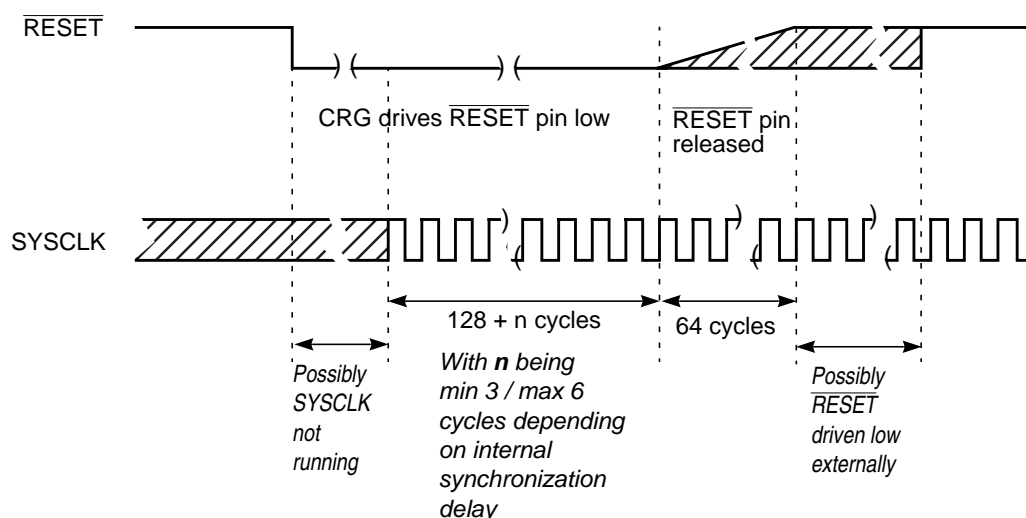 RESET
CRG drives RESET pin low
RESET pin
released
SYSCLK
128 + n cycles
64 cycles
Possibly
SYSCLK
not
running
With n being
min 3 / max 6
cycles depending
on internal
synchronization
delay
Possibly
RESET
driven low
externally